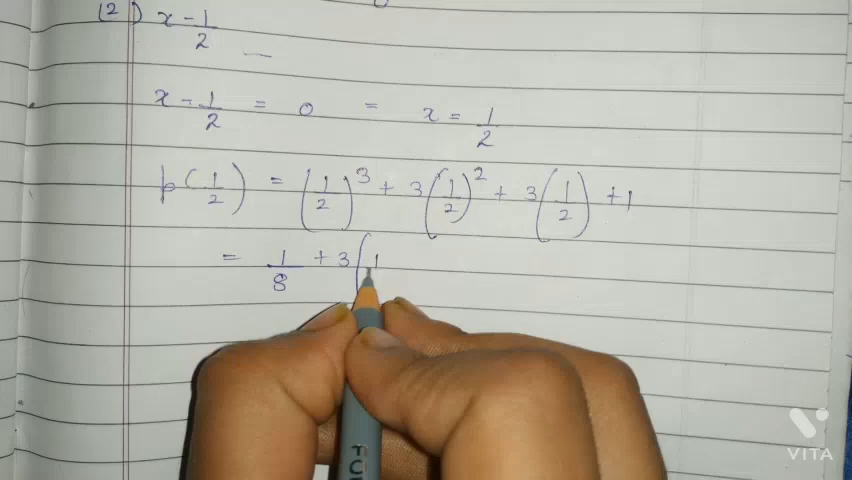 (2) x - 1/2
x - 1/2 = 0 = x = 1/2
p(1/2) = (1/2)^3 + 3(1/2)^2 + 3(1/2) + 1
= 1/8 + 3(1
VITA